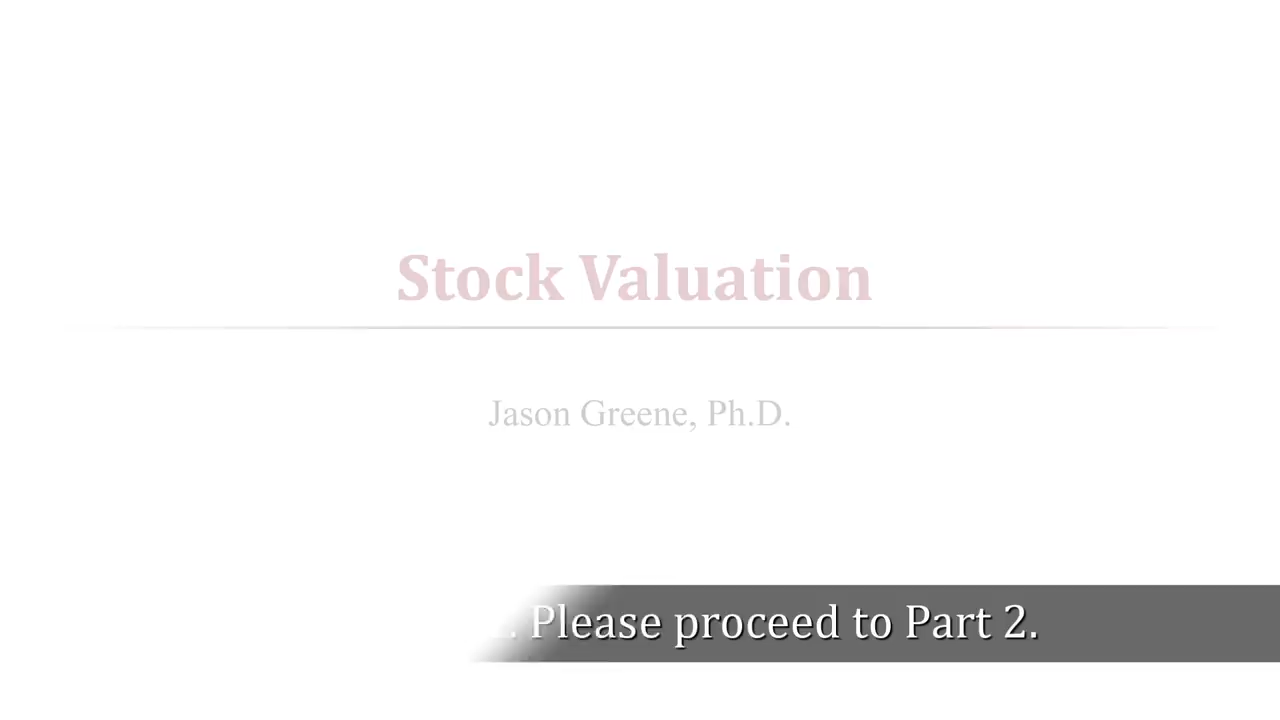 Stock Valuation
Jason Greene, Ph.D.
Please proceed to Part 2.